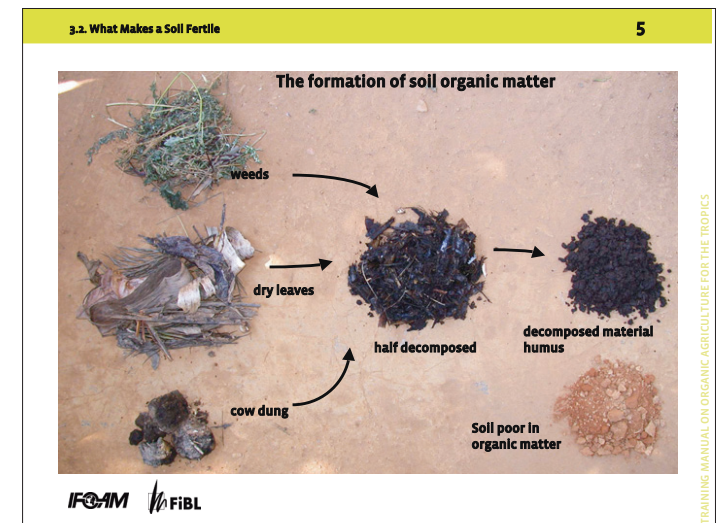 3.2. What Makes a Soil Fertile
5
The formation of soil organic matter
weeds
dry leaves
half decomposed
decomposed material
humus
cow dung
Soil poor in
organic matter
TRAINING MANUAL ON ORGANIC AGRICULTURE FOR THE TROPICS
IFOAM
FiBL